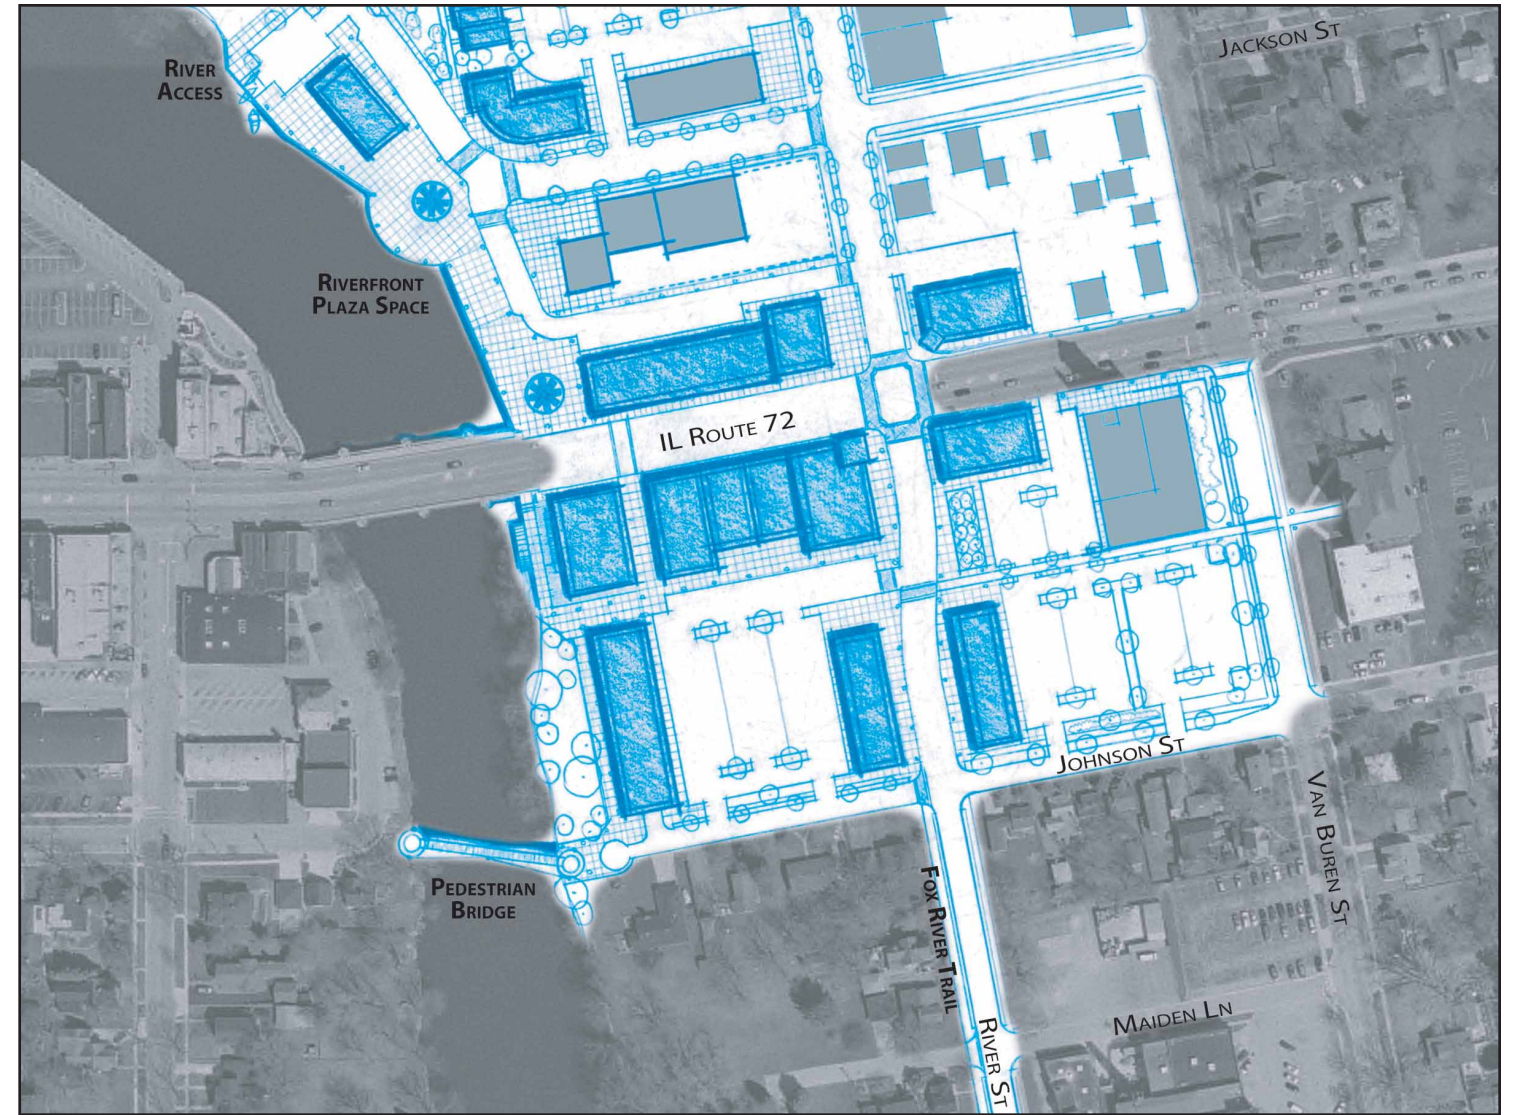 JACKSON ST
RIVER
ACCESS
RIVERFRONT
PLAZA SPACE
IL ROUTE 72
JOHNSON ST
VAN BUREN ST
PEDESTRIAN
BRIDGE
FOX RIVER TRAIL
MAIDEN LN
RIVER ST